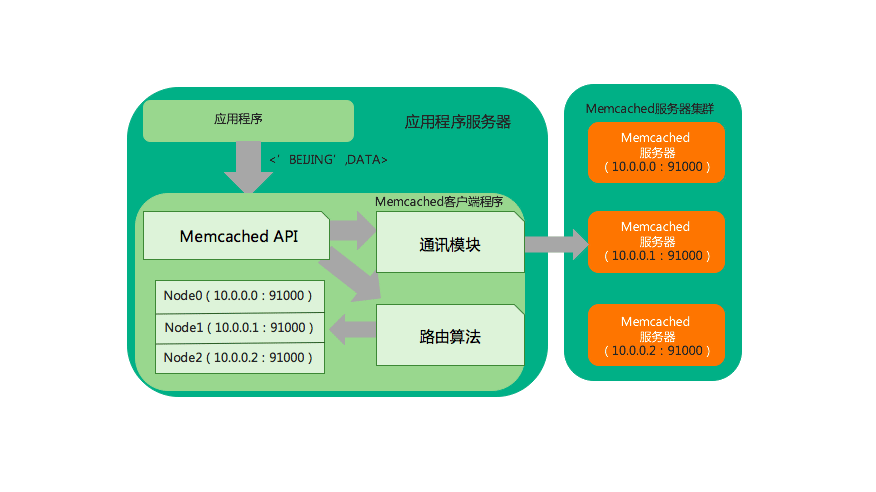 应用程序
应用程序服务器
<’BEIJING’,DATA>
Memcached客户端程序
Memcached API
通讯模块
Node0（10.0.0.0：91000）
Node1（10.0.0.1：91000）
Node2（10.0.0.2：91000）
路由算法
Memcached服务器集群
Memcached
服务器
（10.0.0.0：91000）
Memcached
服务器
（10.0.0.1：91000）
Memcached
服务器
（10.0.0.2：91000）